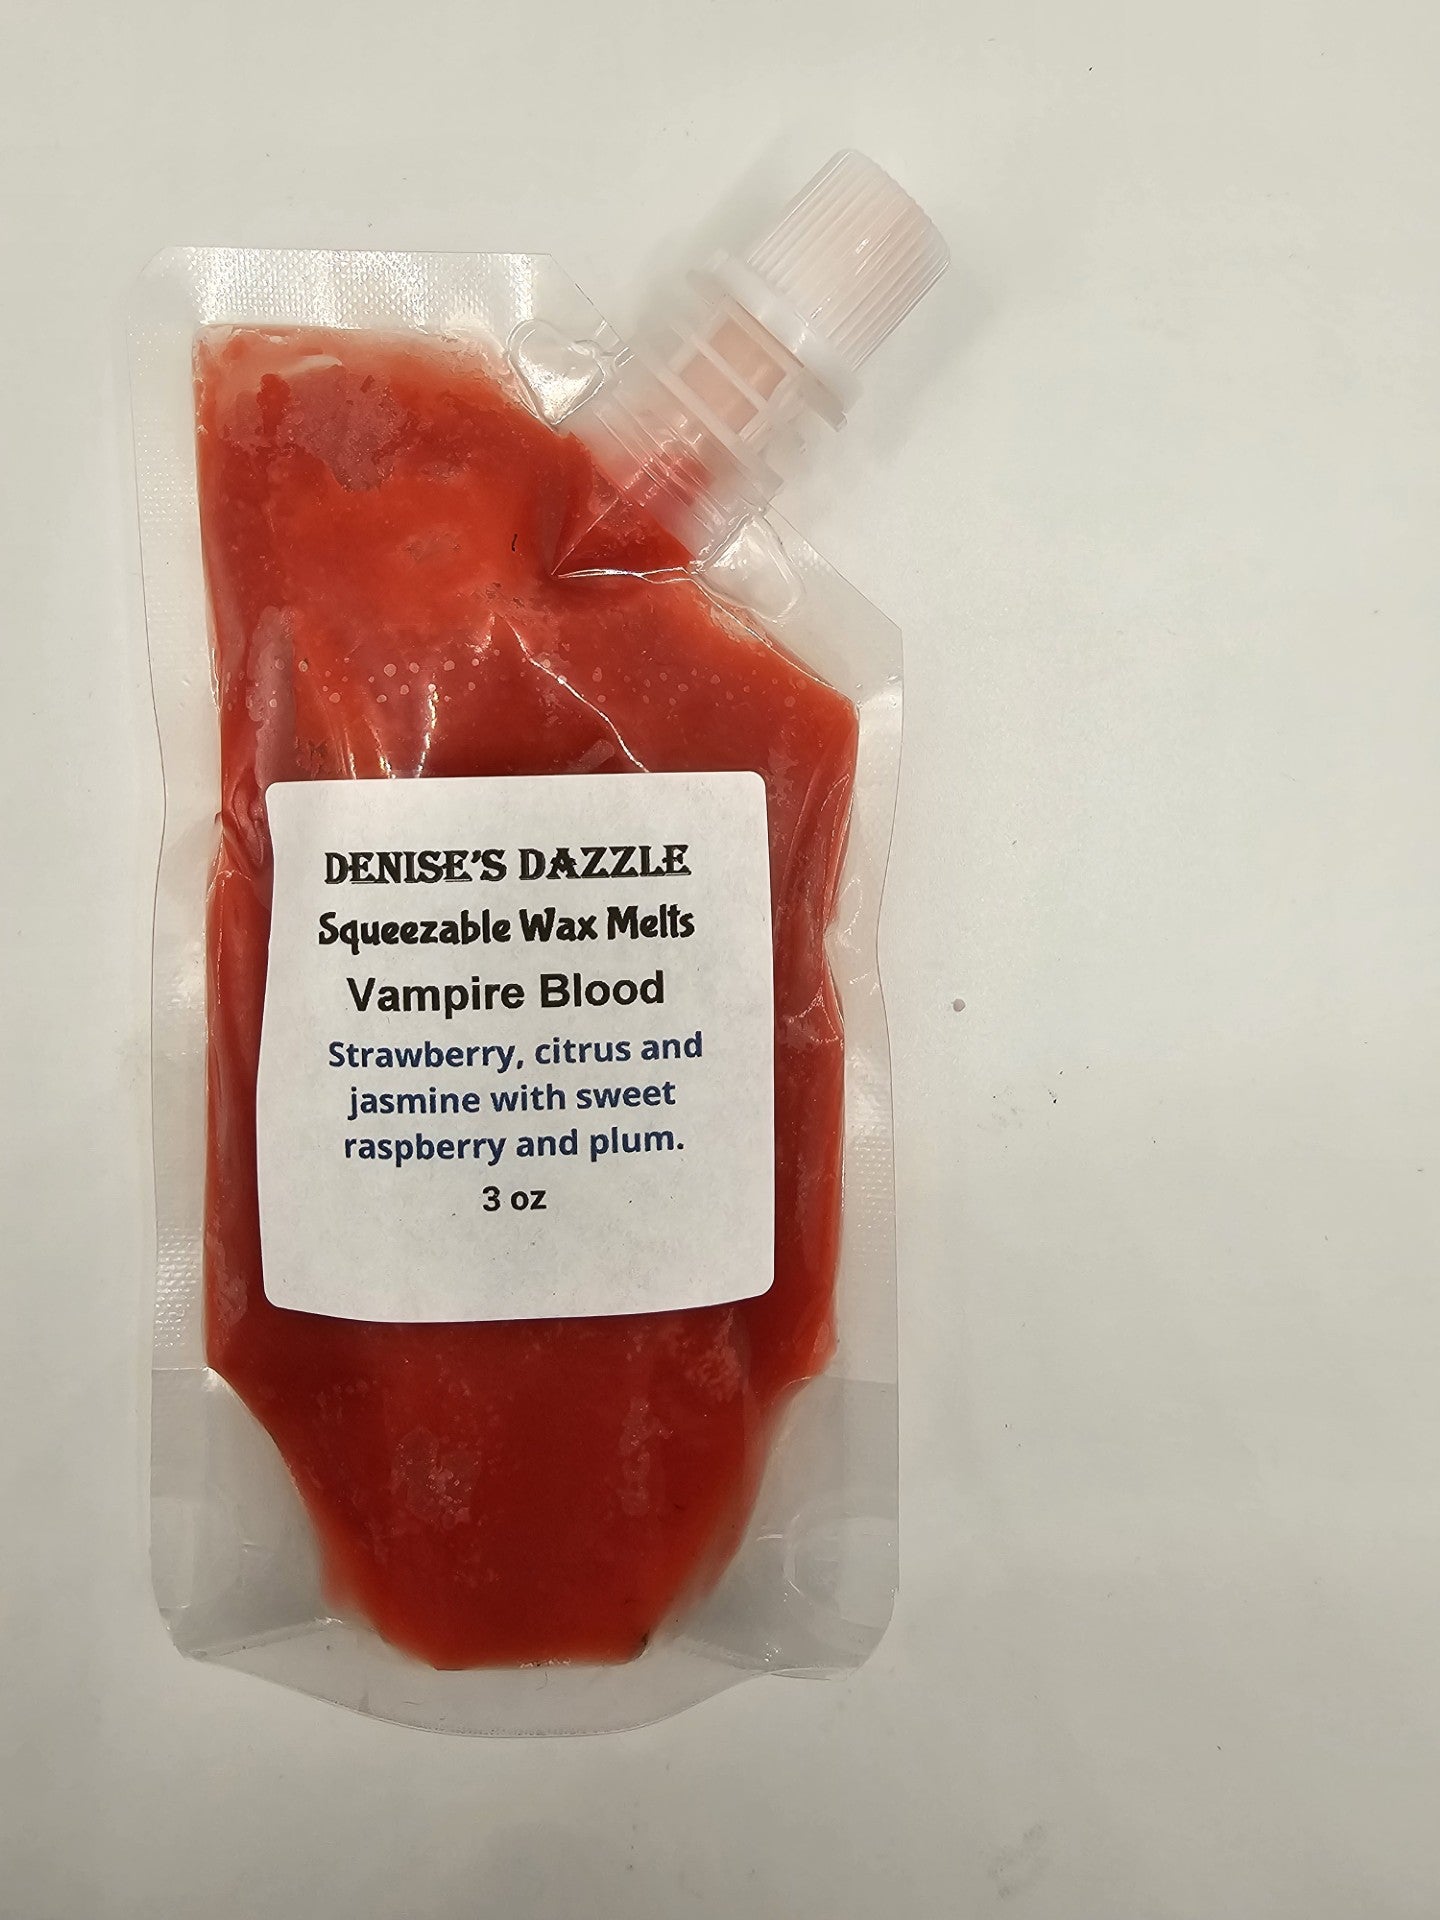 DENISE'S DAZZLE
Squeezable Wax Melts
Vampire Blood
Strawberry, citrus and
jasmine with sweet
raspberry and plum.
3 oz